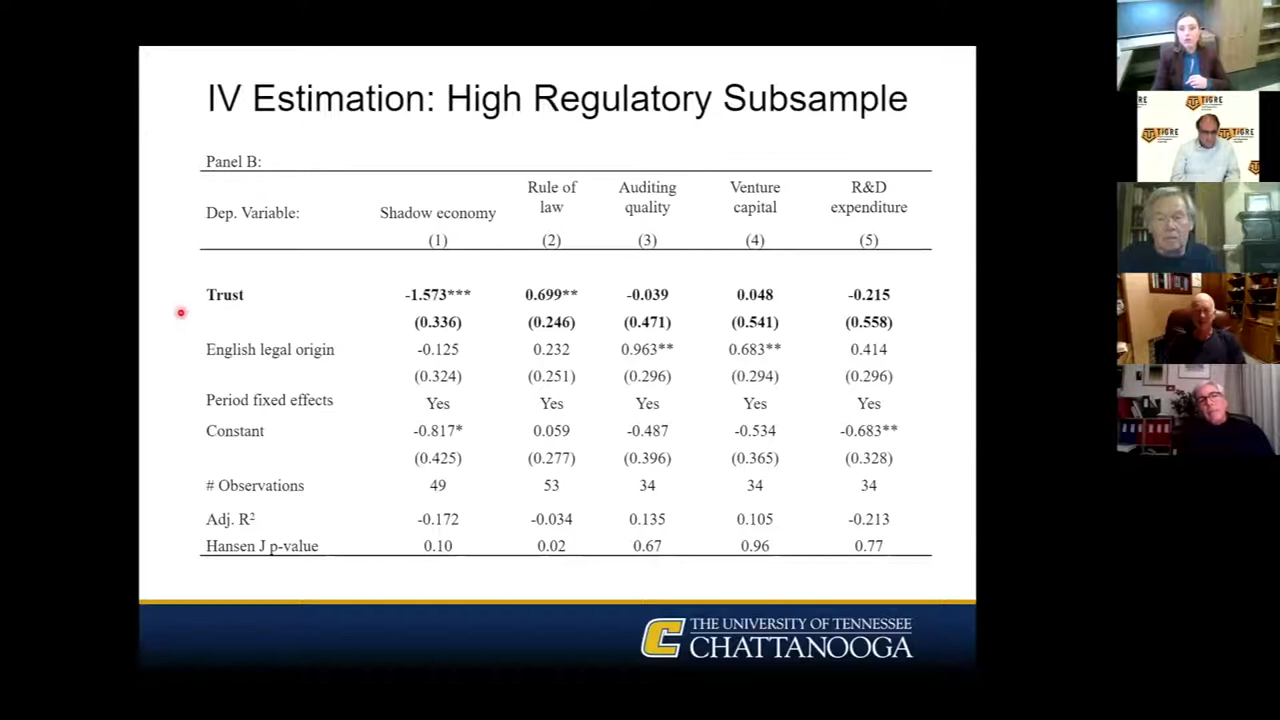 IV Estimation: High Regulatory Subsample
Panel B:
Dep. Variable: Shadow economy Rule of law Auditing quality Venture capital R&D expenditure
(1) (2) (3) (4) (5)
Trust -1.573*** 0.699** -0.039 0.048 -0.215
(0.336) (0.246) (0.471) (0.541) (0.558)
English legal origin -0.125 0.232 0.963** 0.683** 0.414
(0.324) (0.251) (0.296) (0.294) (0.296)
Period fixed effects Yes Yes Yes Yes Yes
Constant -0.817* 0.059 -0.487 -0.534 -0.683**
(0.425) (0.277) (0.396) (0.365) (0.328)
# Observations 49 53 34 34 34
Adj. R² -0.172 -0.034 0.135 0.105 -0.213
Hansen J p-value 0.10 0.02 0.67 0.96 0.77
C THE UNIVERSITY OF TENNESSEE
CHATTANOOGA
TiGRE
TiGRE
TiGRE